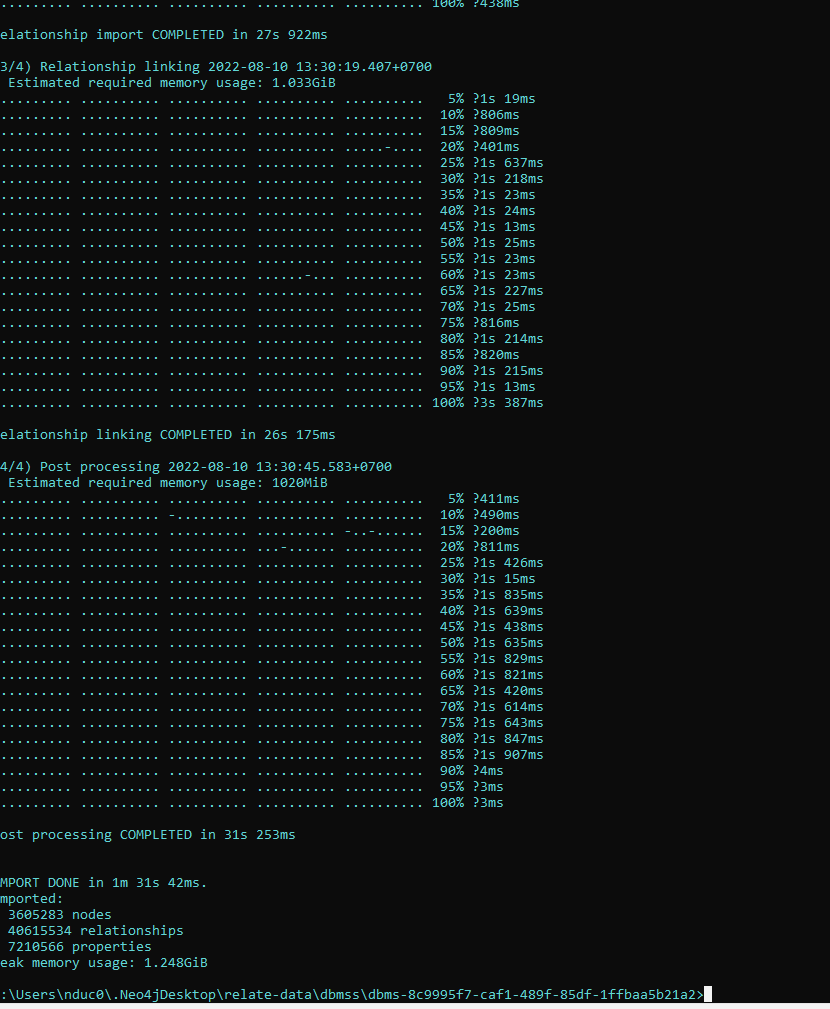 ......... .......... .......... .......... .......... 100% ?438ms
elationship import COMPLETED in 27s 922ms
3/4) Relationship linking 2022-08-10 13:30:19.407+0700
Estimated required memory usage: 1.033GiB
......... .......... .......... .......... ..........   5% ?1s 19ms
......... .......... .......... .......... ..........  10% ?806ms
......... .......... .......... .......... ..........  15% ?809ms
......... .......... .......... .......... .....-....  20% ?401ms
......... .......... .......... .......... ..........  25% ?1s 637ms
......... .......... .......... .......... ..........  30% ?1s 218ms
......... .......... .......... .......... ..........  35% ?1s 23ms
......... .......... .......... .......... ..........  40% ?1s 24ms
......... .......... .......... .......... ..........  45% ?1s 13ms
......... .......... .......... .......... ..........  50% ?1s 25ms
......... .......... .......... .......... ..........  55% ?1s 23ms
......... .......... .......... ......-... ..........  60% ?1s 23ms
......... .......... .......... .......... ..........  65% ?1s 227ms
......... .......... .......... .......... ..........  70% ?1s 25ms
......... .......... .......... .......... ..........  75% ?816ms
......... .......... .......... .......... ..........  80% ?1s 214ms
......... .......... .......... .......... ..........  85% ?820ms
......... .......... .......... .......... ..........  90% ?1s 215ms
......... .......... .......... .......... ..........  95% ?1s 13ms
......... .......... .......... .......... .......... 100% ?3s 387ms
elationship linking COMPLETED in 26s 175ms
4/4) Post processing 2022-08-10 13:30:45.583+0700
Estimated required memory usage: 1020MiB
......... .......... .......... .......... ..........   5% ?411ms
......... .......... -......... .......... ..........  10% ?490ms
......... .......... .......... .......... -..-......  15% ?200ms
......... .......... .......... ...-...... ..........  20% ?811ms
......... .......... .......... .......... ..........  25% ?1s 426ms
......... .......... .......... .......... ..........  30% ?1s 15ms
......... .......... .......... .......... ..........  35% ?1s 835ms
......... .......... .......... .......... ..........  40% ?1s 639ms
......... .......... .......... .......... ..........  45% ?1s 438ms
......... .......... .......... .......... ..........  50% ?1s 635ms
......... .......... .......... .......... ..........  55% ?1s 829ms
......... .......... .......... .......... ..........  60% ?1s 821ms
......... .......... .......... .......... ..........  65% ?1s 420ms
......... .......... .......... .......... ..........  70% ?1s 614ms
......... .......... .......... .......... ..........  75% ?1s 643ms
......... .......... .......... .......... ..........  80% ?1s 847ms
......... .......... .......... .......... ..........  85% ?1s 907ms
......... .......... .......... .......... ..........  90% ?4ms
......... .......... .......... .......... ..........  95% ?3ms
......... .......... .......... .......... .......... 100% ?3ms
ost processing COMPLETED in 31s 253ms
MPORT DONE in 1m 31s 42ms.
mported:
3605283 nodes
40615534 relationships
7210566 properties
eak memory usage: 1.248GiB
:\Users\nduc0\.Neo4jDesktop\relate-data\dbmss\dbms-8c9995f7-caf1-489f-85df-1ffbaa5b21a2>